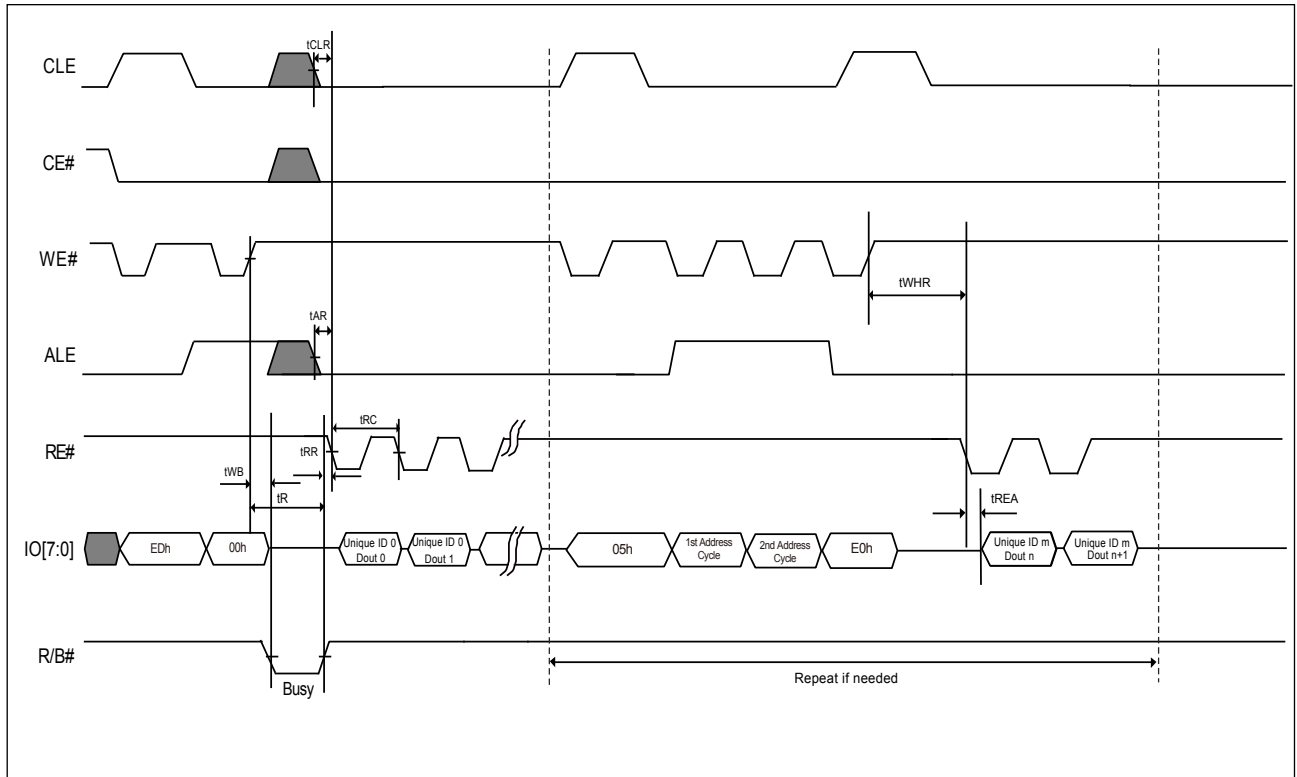 tCLR
CLE
CE#
WE#
tWHR
tAR
ALE
tRC
RE#
tRR
tWB
tR
tREA
IO[7:0]
EDh
00h
Unique ID 0
Dout 0
Unique ID 0
Dout 1
05h
1st Address
Cycle
2nd Address
Cycle
E0h
Unique ID m
Dout n
Unique ID m
Dout n+1
R/B#
Busy
Repeat if needed